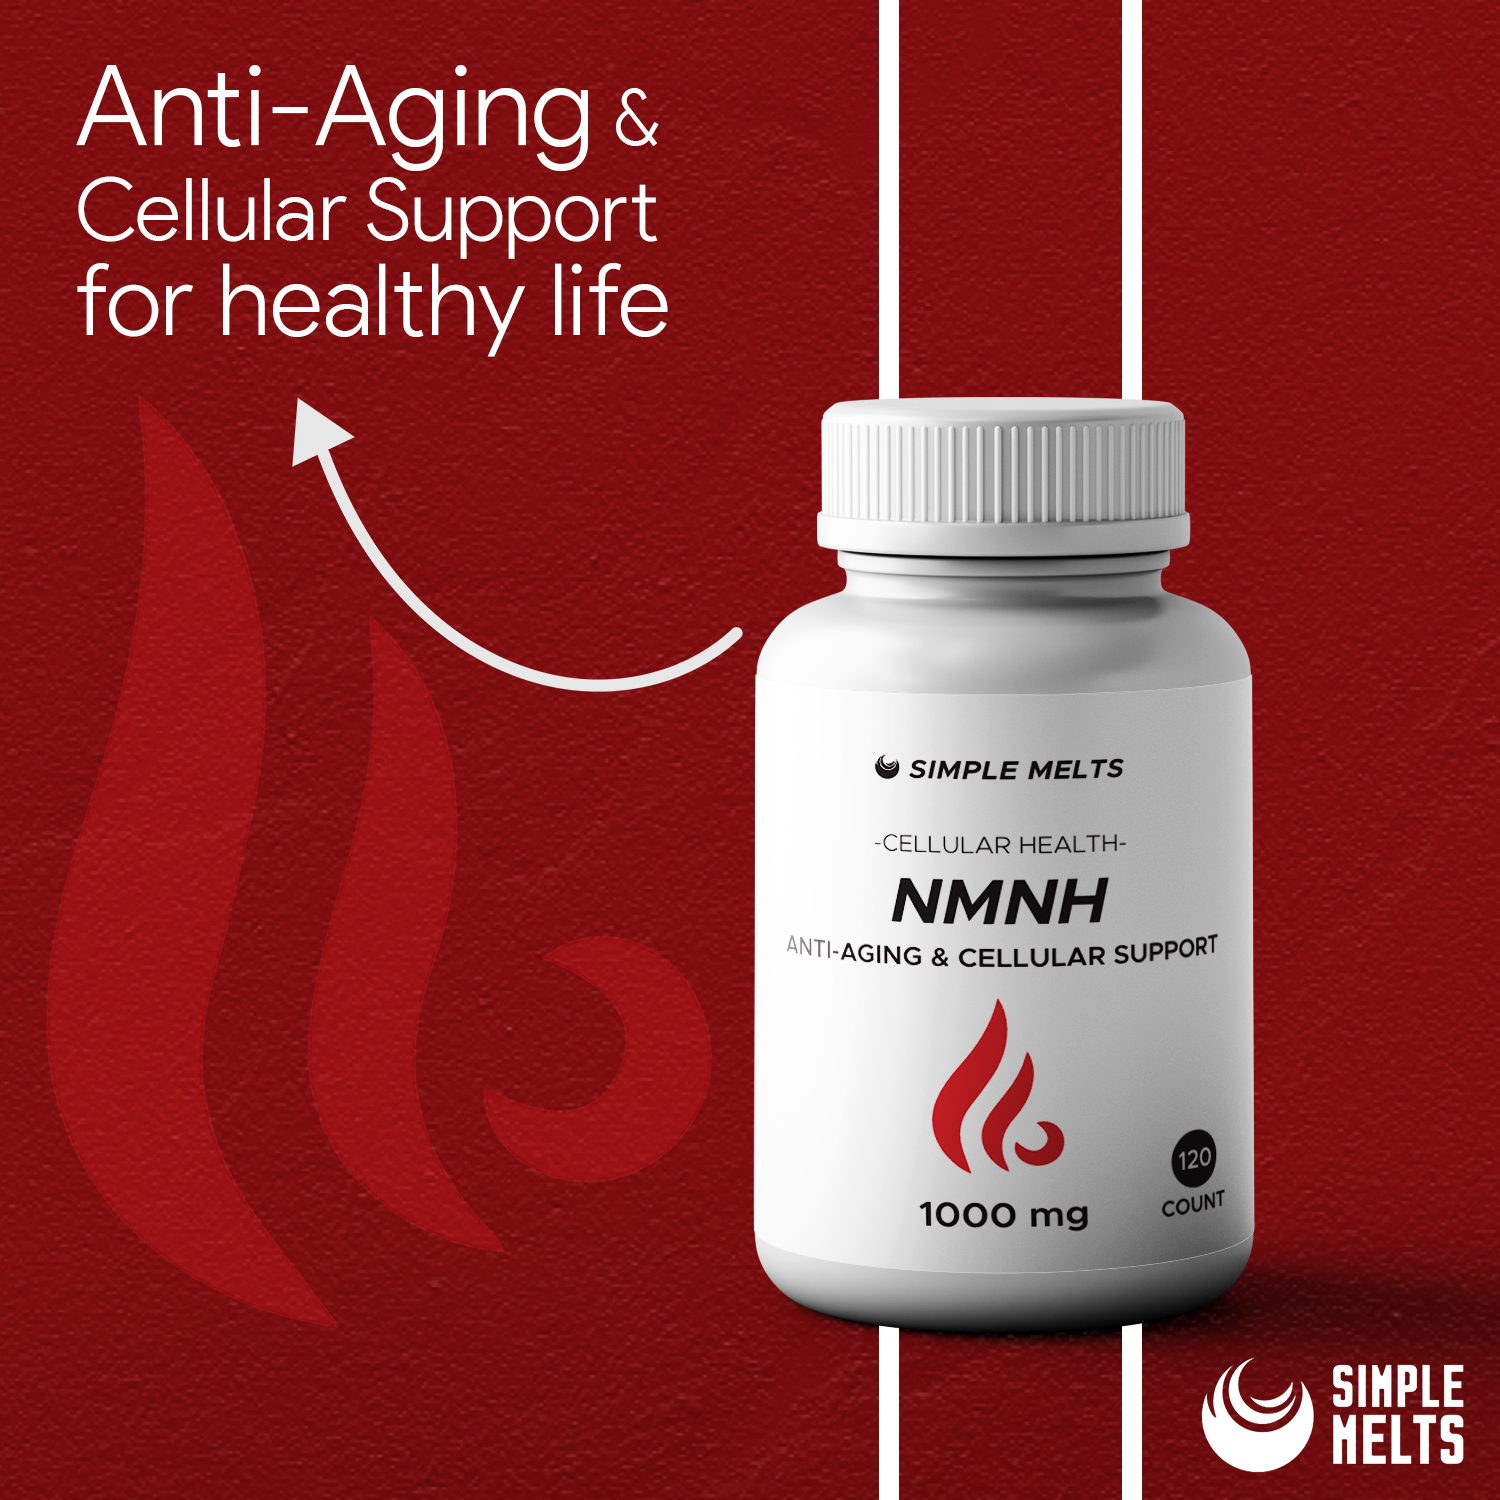 Anti-Aging &
Cellular Support
for healthy life
SIMPLE MELTS
-CELLULAR HEALTH-
NMNH
ANTI-AGING & CELLULAR SUPPORT
1000 mg
120
COUNT
SIMPLE
MELTS